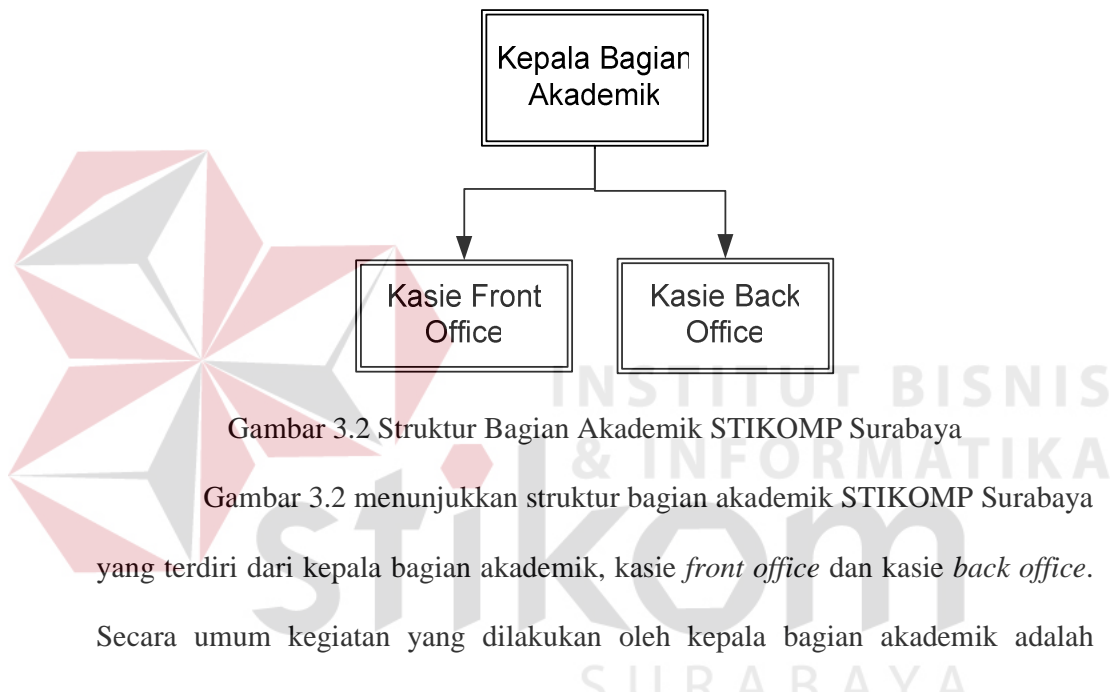 Kepala Bagian
Akademik
Kasie Front
Office
Kasie Back
Office
INSTITUT BISNIS
& INFORMATIKA
stikom
SURABAYA
Gambar 3.2 Struktur Bagian Akademik STIKOMP Surabaya
Gambar 3.2 menunjukkan struktur bagian akademik STIKOMP Surabaya
yang terdiri dari kepala bagian akademik, kasie front office dan kasie back office.
Secara umum kegiatan yang dilakukan oleh kepala bagian akademik adalah